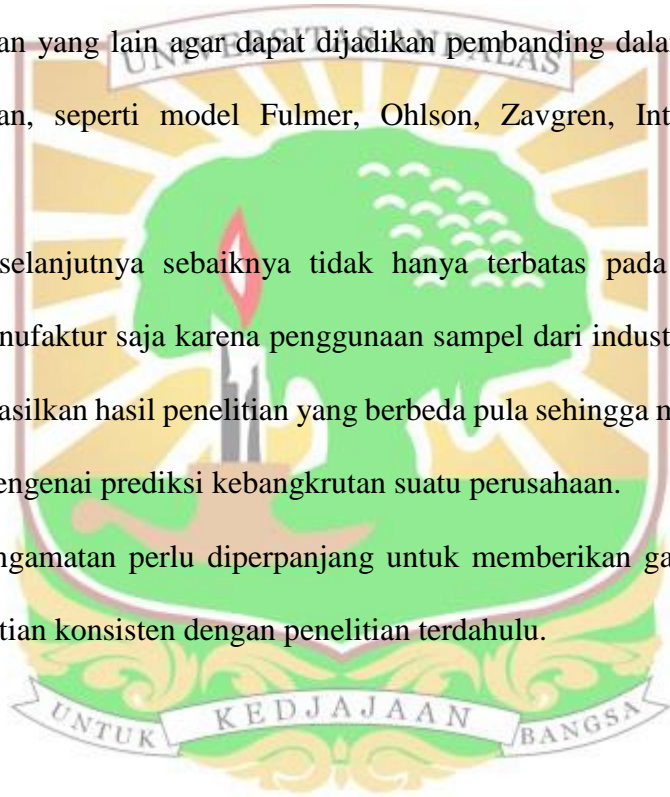 an yang lain agar dapat dijadikan pembanding dala
UNIVERSITAS ANDALAS
an, seperti model Fulmer, Ohlson, Zavgren, Int
selanjutnya sebaiknya tidak hanya terbatas pada
nufaktur saja karena penggunaan sampel dari indust
asilkan hasil penelitian yang berbeda pula sehingga
engenai prediksi kebangkrutan suatu perusahaan.
ngamatan perlu diperpanjang untuk memberikan ga
tian konsisten dengan penelitian terdahulu.
UNTUK KEDJAJAAN BANGSA